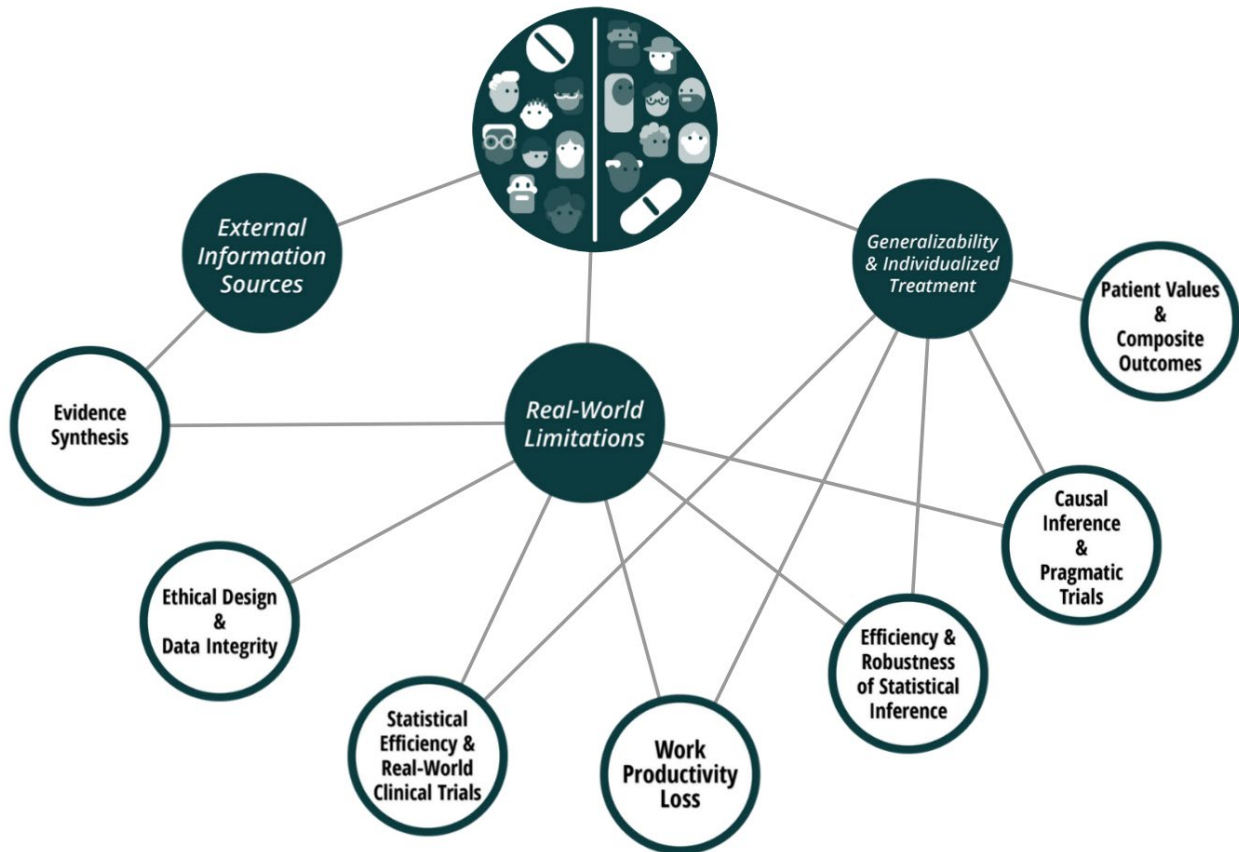 External
Information
Sources
Generalizability
& Individualized
Treatment
Patient Values
&
Composite
Outcomes
Real-World
Limitations
Evidence
Synthesis
Causal
Inference
&
Pragmatic
Trials
Ethical Design
&
Data Integrity
Efficiency &
Robustness
of Statistical
Inference
Statistical
Efficiency &
Real-World
Clinical Trials
Work
Productivity
Loss